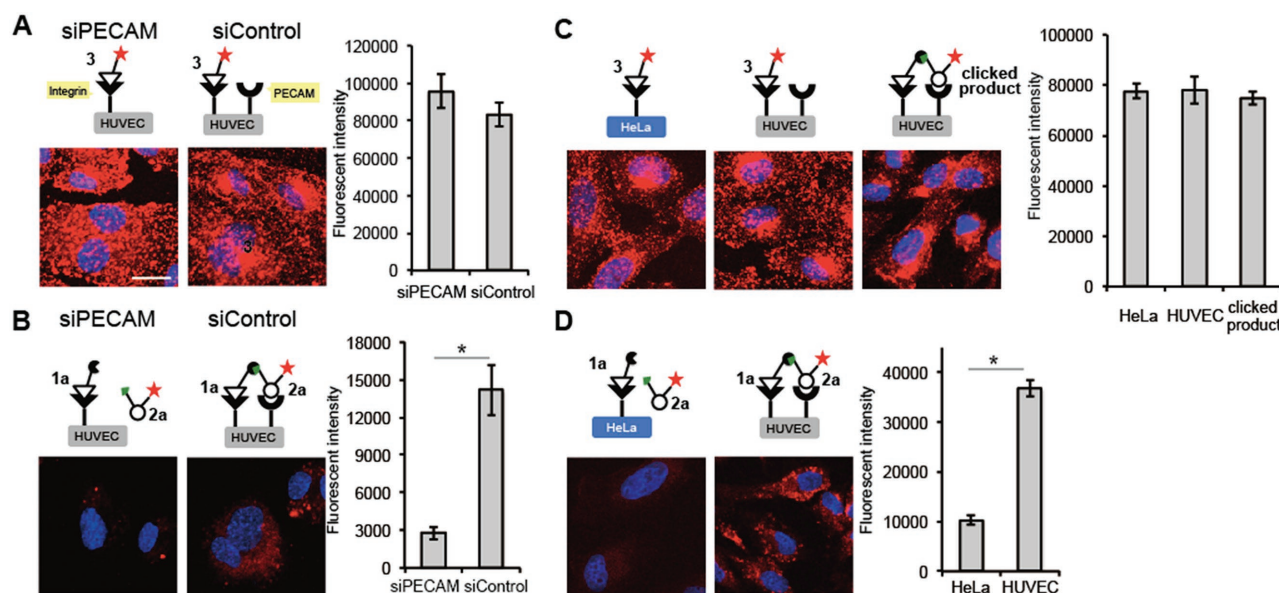 A
siPECAM
siControl
3
3
Integrin
PECAM
HUVEC
HUVEC
3
Fluorescent intensity
120000
100000
80000
60000
40000
20000
0
siPECAM siControl
B
siPECAM
siControl
1a
2a
HUVEC
1a
2a
HUVEC
Fluorescent intensity
18000
15000
12000
9000
6000
3000
0
*
siPECAM siControl
C
3
3
clicked
product
HeLa
HUVEC
HUVEC
Fluorescent intensity
100000
80000
60000
40000
20000
0
HeLa HUVEC clicked
product
D
1a
2a
HeLa
1a
2a
HUVEC
Fluorescent intensity
40000
30000
20000
10000
0
*
HeLa HUVEC